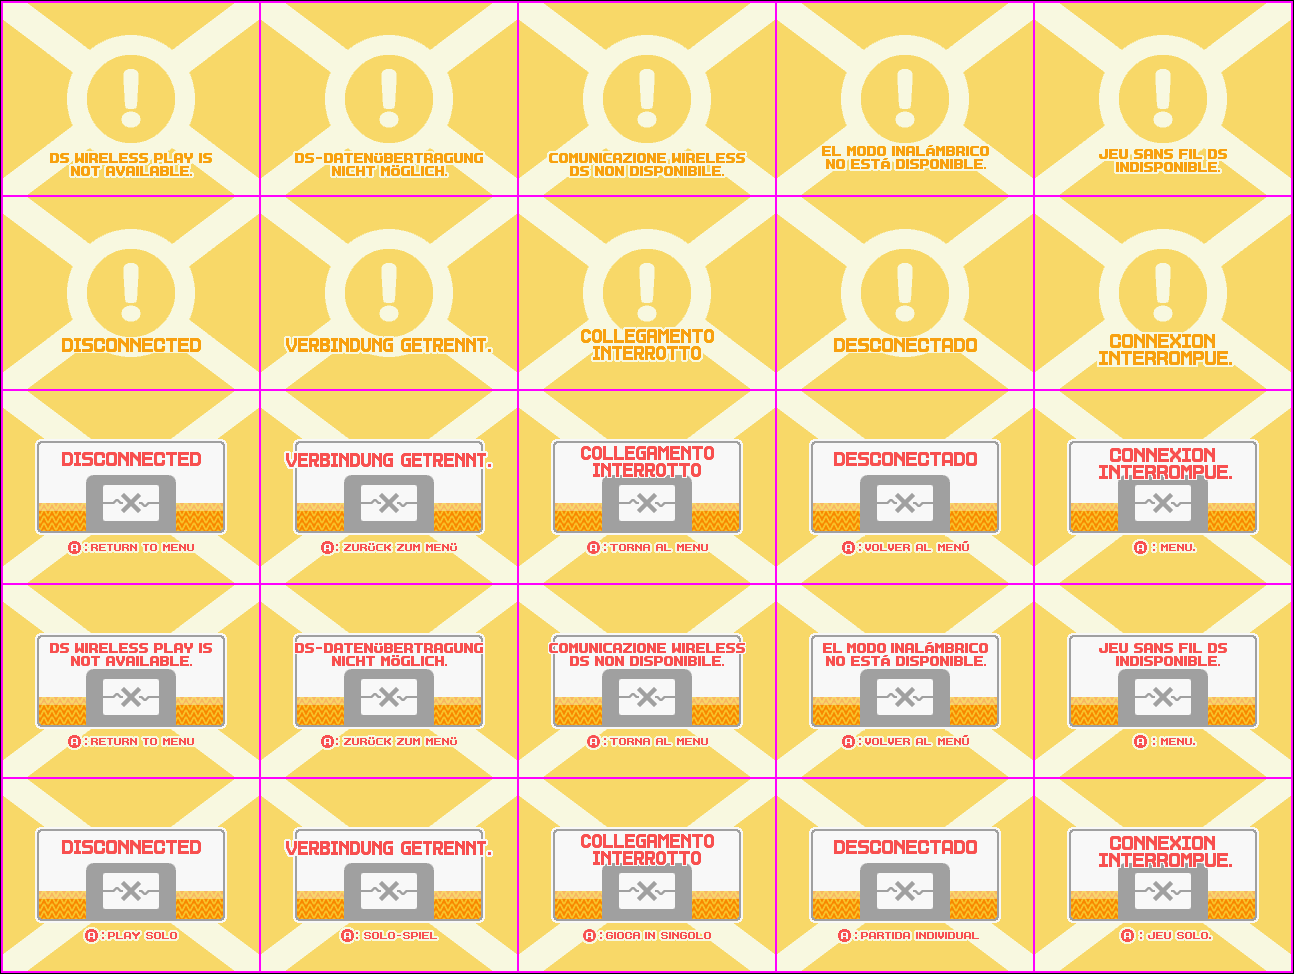 DS WIRELESS PLAY IS
NOT AVAILABLE.
DS-DATENÜBERTRAGUNG
NICHT MÖGLICH.
COMUNICAZIONE WIRELESS
DS NON DISPONIBILE.
EL MODO INALÁMBRICO
NO ESTÁ DISPONIBLE.
JEU SANS FIL DS
INDISPONIBLE.
DISCONNECTED
VERBINDUNG GETRENNT.
COLLEGAMENTO
INTERROTTO
DESCONECTADO
CONNEXION
INTERROMPUE.
DISCONNECTED
A: RETURN TO MENU
VERBINDUNG GETRENNT.
A: ZURÜCK ZUM MENÜ
COLLEGAMENTO
INTERROTTO
A: TORNA AL MENU
DESCONECTADO
A: VOLVER AL MENÚ
CONNEXION
INTERROMPUE.
A: MENU.
DS WIRELESS PLAY IS
NOT AVAILABLE.
A: RETURN TO MENU
DS-DATENÜBERTRAGUNG
NICHT MÖGLICH.
A: ZURÜCK ZUM MENÜ
COMUNICAZIONE WIRELESS
DS NON DISPONIBILE.
A: TORNA AL MENU
EL MODO INALÁMBRICO
NO ESTÁ DISPONIBLE.
A: VOLVER AL MENÚ
JEU SANS FIL DS
INDISPONIBLE.
A: MENU.
DISCONNECTED
A: PLAY SOLO
VERBINDUNG GETRENNT.
A: SOLO-SPIEL
COLLEGAMENTO
INTERROTTO
A: GIOCA IN SINGOLO
DESCONECTADO
A: PARTIDA INDIVIDUAL
CONNEXION
INTERROMPUE.
A: JEU SOLO.